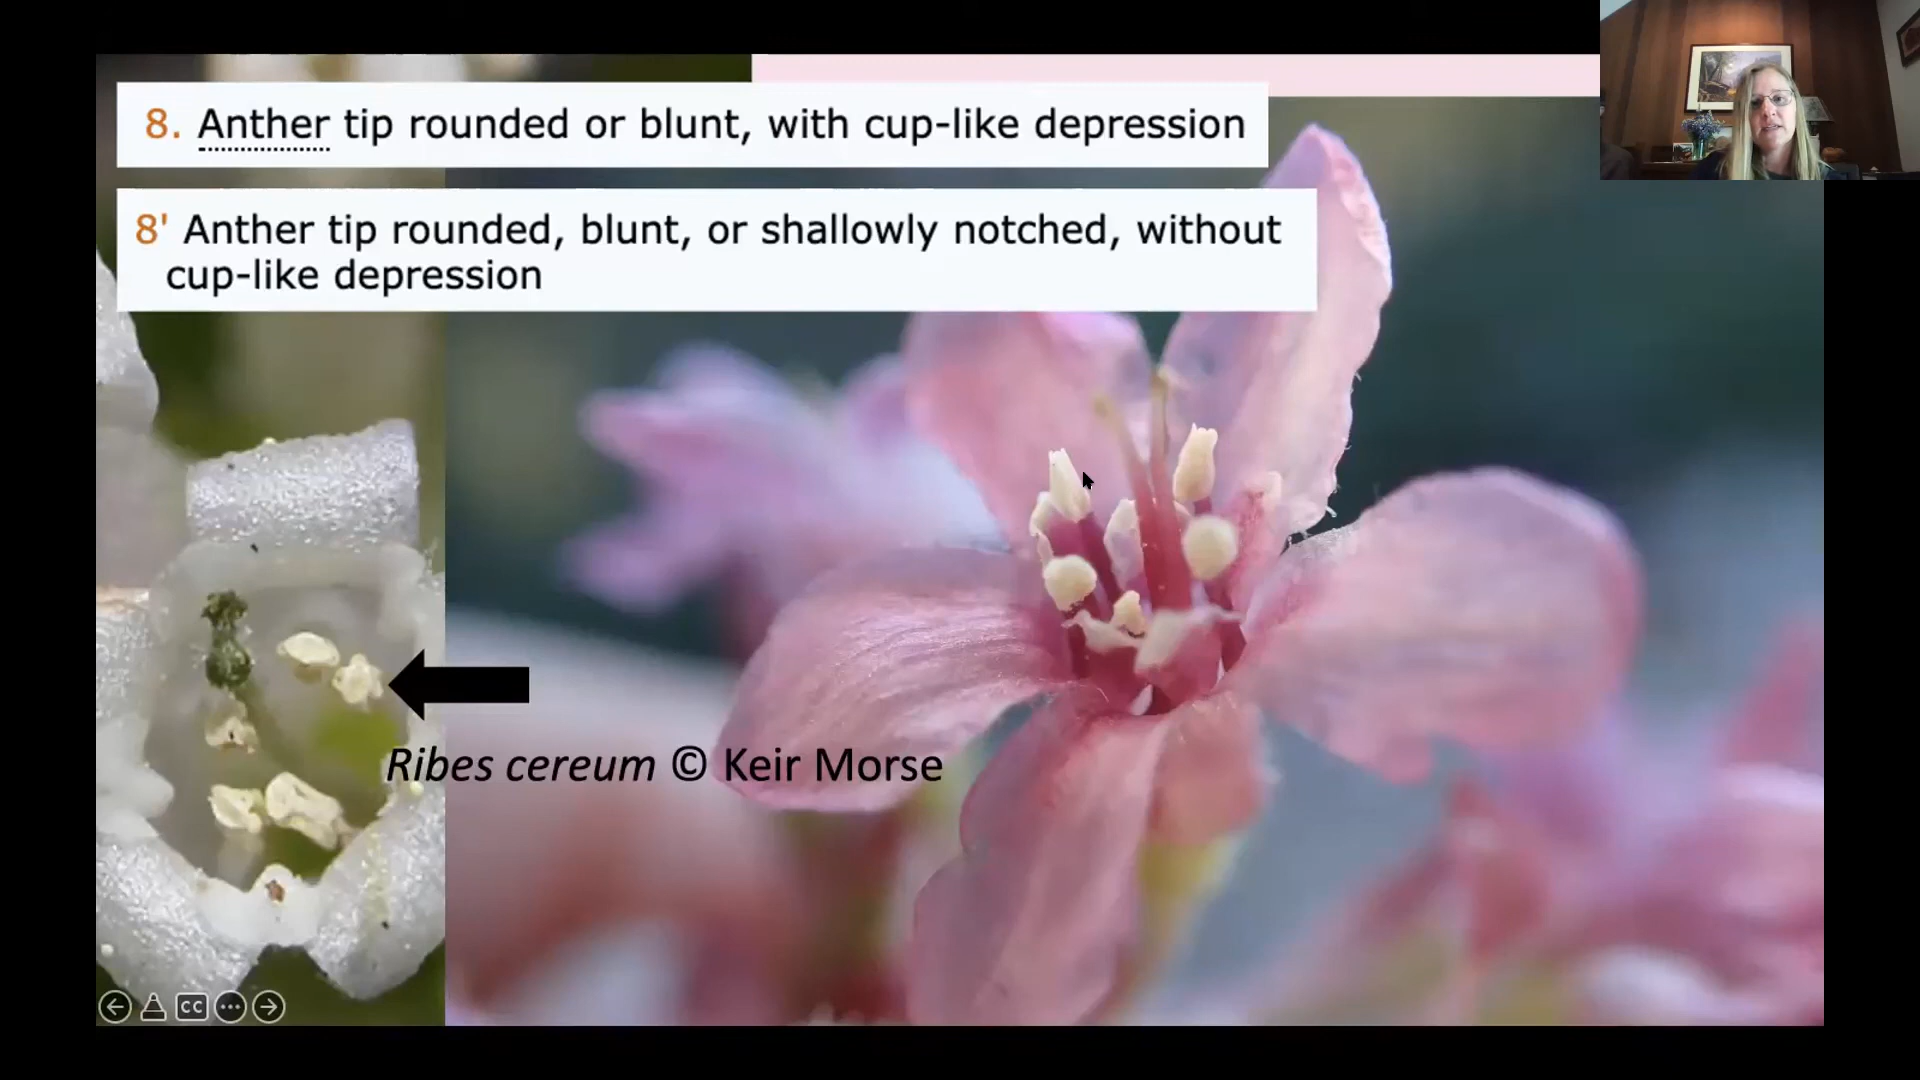 8. Anther tip rounded or blunt, with cup-like depression
8' Anther tip rounded, blunt, or shallowly notched, without
cup-like depression
Ribes cereum © Keir Morse
CC